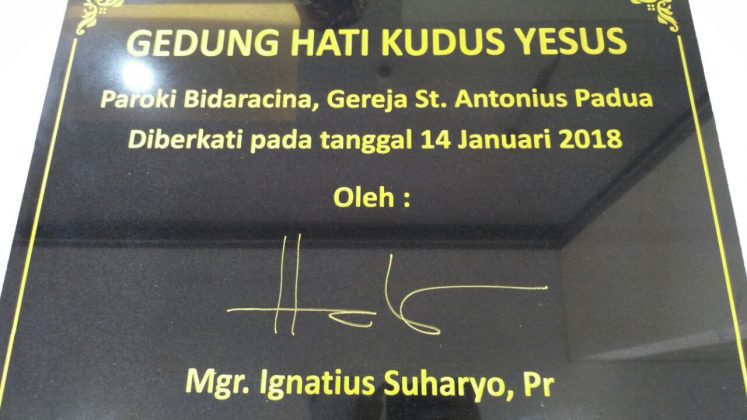 GEDUNG HATI KUDUS YESUS
Paroki Bidaracina, Gereja St. Antonius Padua
Diberkati pada tanggal 14 Januari 2018
Oleh :
Mgr. Ignatius Suharyo, Pr